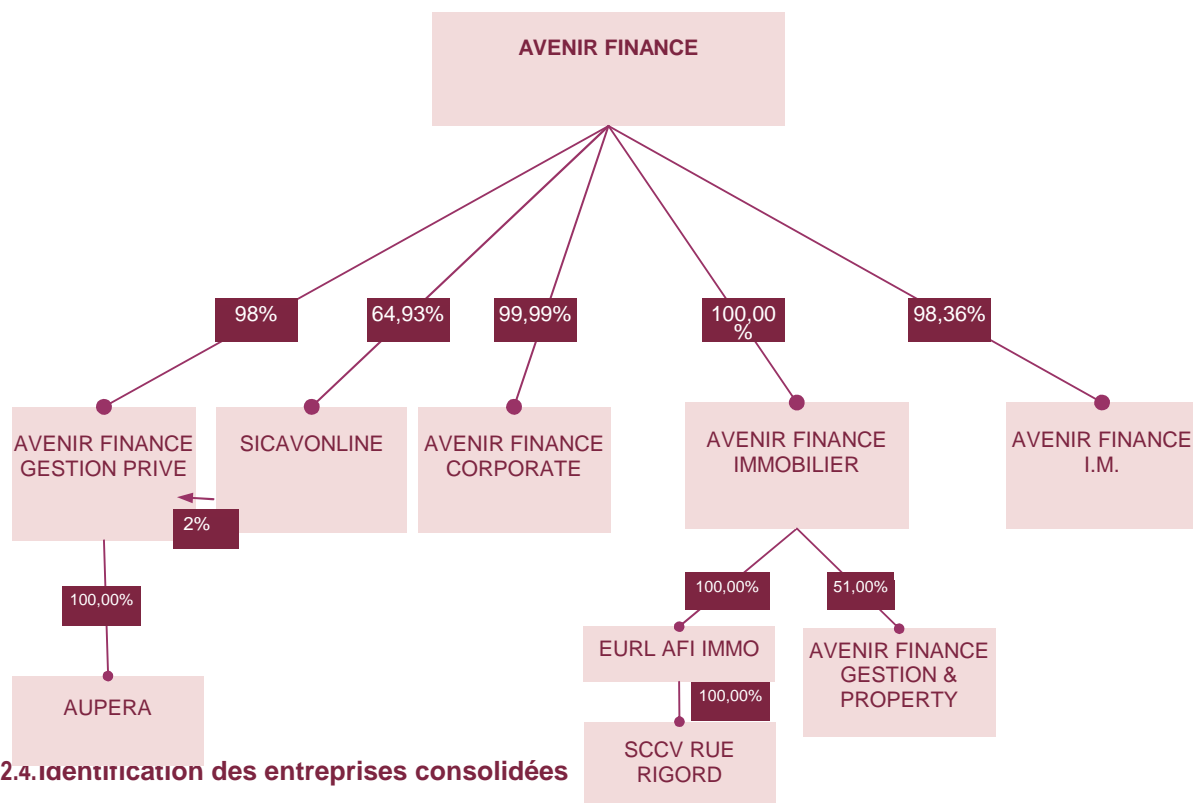 AVENIR FINANCE
98%
64,93%
99,99%
100,00
%
98,36%
AVENIR FINANCE
GESTION PRIVE
SICAVONLINE
AVENIR FINANCE
CORPORATE
AVENIR FINANCE
IMMOBILIER
AVENIR FINANCE
I.M.
2%
100,00%
100,00%
51,00%
AUPERA
EURL AFI IMMO
AVENIR FINANCE
GESTION &
PROPERTY
100,00%
SCCV RUE
RIGORD
2.4.Identification des entreprises consolidées